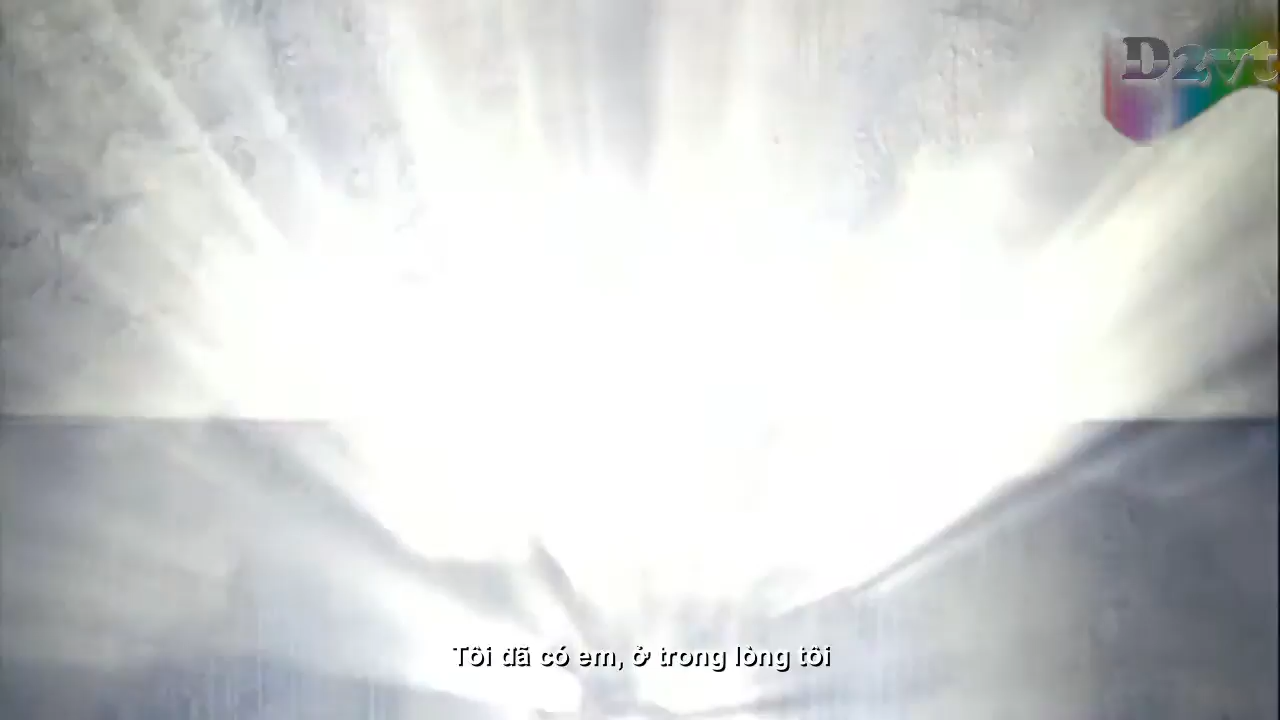 D2vt
Tôi đã có em, ở trong lòng tôi